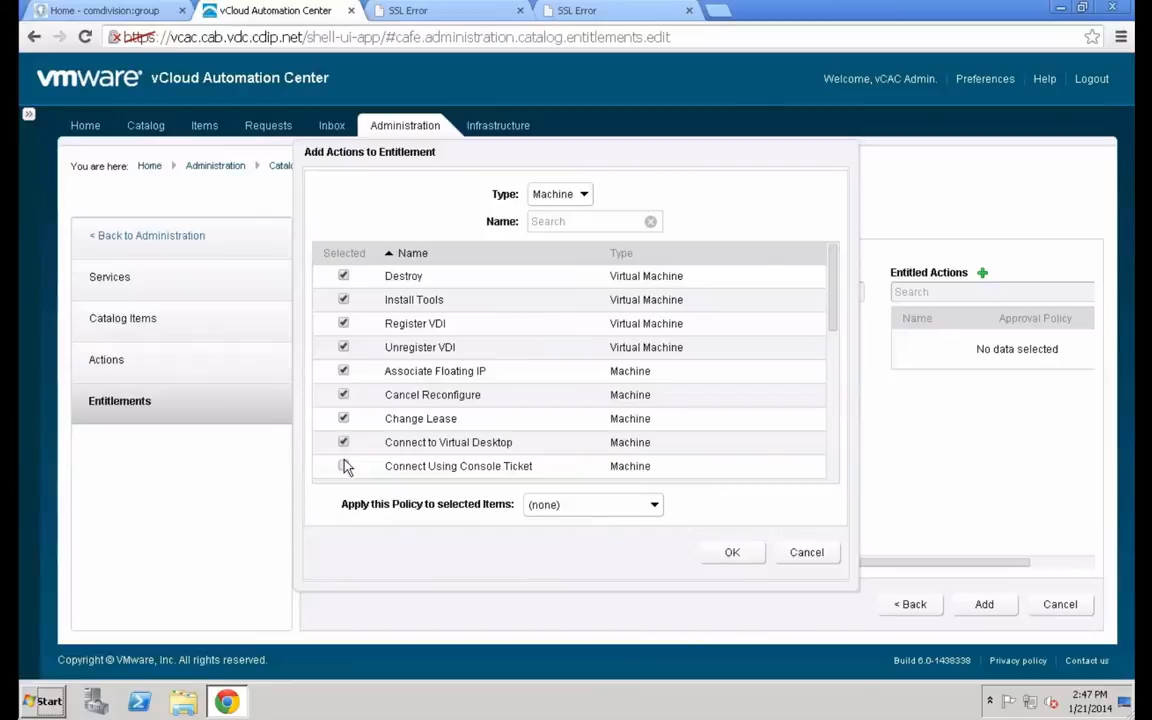 Home - comdivision:group
vCloud Automation Center
SSL Error
SSL Error
https://vcac.cab.vdc.cdip.net/shell-ui-app/#cafe.administration.catalog.entitlements.edit
vmware® vCloud Automation Center
Welcome, vCAC Admin. Preferences Help Logout
Home Catalog Items Requests Inbox Administration Infrastructure
Add Actions to Entitlement
You are here: Home Administration
Type: Machine
Name: Search
< Back to Administration
Services
Catalog Items
Actions
Entitlements
Selected Name Type
Destroy Virtual Machine
Install Tools Virtual Machine
Register VDI Virtual Machine
Unregister VDI Virtual Machine
Associate Floating IP Machine
Cancel Reconfigure Machine
Change Lease Machine
Connect to Virtual Desktop Machine
Connect Using Console Ticket Machine
Apply this Policy to selected Items: (none)
OK Cancel
Entitled Actions
Search
Name Approval Policy
No data selected
< Back Add Cancel
Copyright © VMware, Inc. All rights reserved.
Build 6.0-1438338 Privacy policy Contact us
Start
2:47 PM
1/21/2014